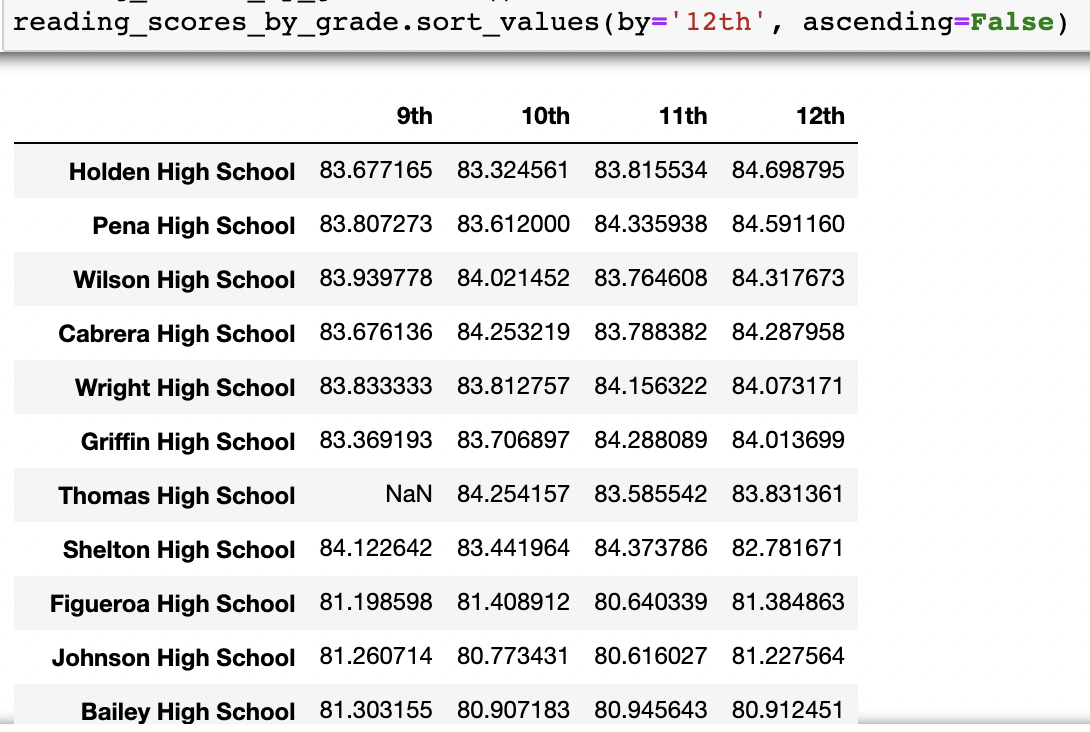 reading_scores_by_grade.sort_values(by='12th', ascending=False)
9th 10th 11th 12th
Holden High School 83.677165 83.324561 83.815534 84.698795
Pena High School 83.807273 83.612000 84.335938 84.591160
Wilson High School 83.939778 84.021452 83.764608 84.317673
Cabrera High School 83.676136 84.253219 83.788382 84.287958
Wright High School 83.833333 83.812757 84.156322 84.073171
Griffin High School 83.369193 83.706897 84.288089 84.013699
Thomas High School NaN 84.254157 83.585542 83.831361
Shelton High School 84.122642 83.441964 84.373786 82.781671
Figueroa High School 81.198598 81.408912 80.640339 81.384863
Johnson High School 81.260714 80.773431 80.616027 81.227564
Bailey High School 81.303155 80.907183 80.945643 80.912451